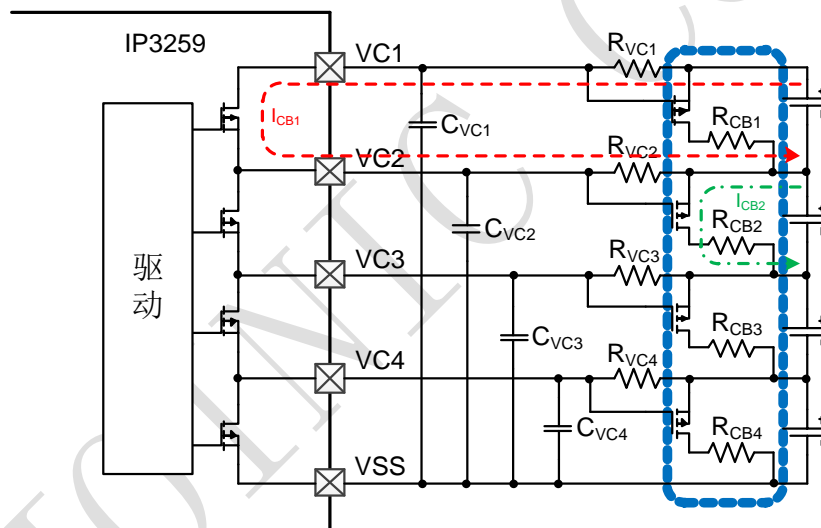 IP3259
VC1
RVC1
ICB1
CVC1
RCB1
VC2
RVC2
ICB2
CVC2
RCB2
驱动
VC3
RVC3
CVC3
RCB3
VC4
RVC4
CVC4
RCB4
VSS